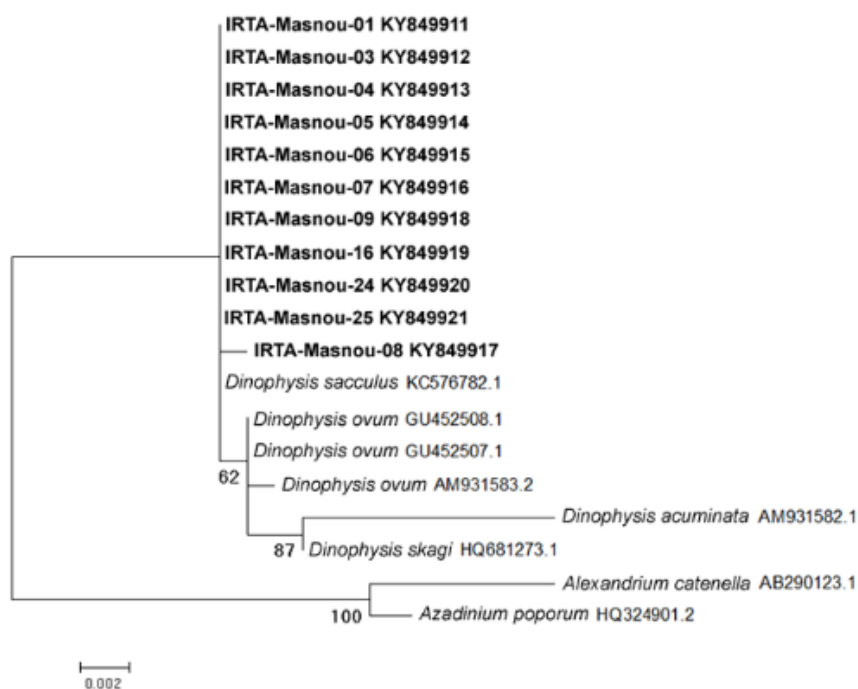 IRTA-Masnou-01 KY849911
IRTA-Masnou-03 KY849912
IRTA-Masnou-04 KY849913
IRTA-Masnou-05 KY849914
IRTA-Masnou-06 KY849915
IRTA-Masnou-07 KY849916
IRTA-Masnou-09 KY849918
IRTA-Masnou-16 KY849919
IRTA-Masnou-24 KY849920
IRTA-Masnou-25 KY849921
IRTA-Masnou-08 KY849917
Dinophysis sacculus KC576782.1
Dinophysis ovum GU452508.1
Dinophysis ovum GU452507.1
62
Dinophysis ovum AM931583.2
Dinophysis acuminata AM931582.1
87 Dinophysis skagi HQ681273.1
Alexandrium catenella AB290123.1
100
Azadinium poporum HQ324901.2
0.002